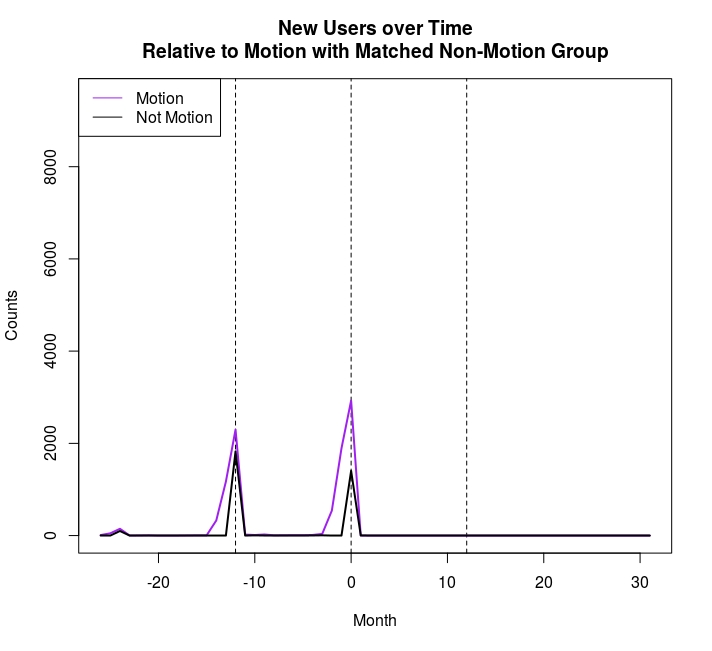 New Users over Time
Relative to Motion with Matched Non-Motion Group
Motion
Not Motion
8000
6000
4000
2000
0
Counts
-20 -10 0 10 20 30
Month